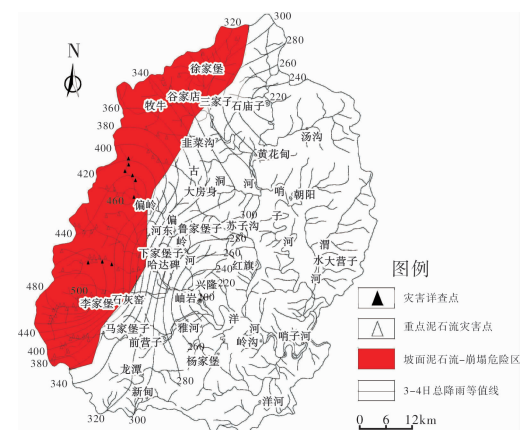 320
300
280
260
240
220
340
360
380
400
420
460
440
480
500
440
400
380
340
320
300
280
260
N
徐家堡
谷家店
牧牛
三家子
石庙子
汤沟
韭菜沟
黄花甸
古
洞
河
大房身
哨
子
河
朝阳
偏岭
偏
岭
河
河东
鲁家堡子
苏子沟
300
280
260
240
220
200
渭
水
河
大营子
下家堡子
哈达碑
红旗
兴隆
岫岩
李家堡
石灰窑
马家堡子
前营子
雅河
洋
河
岭沟
哨子河
杨家堡
龙潭
新甸
洋河
图例
灾害详查点
重点泥石流灾害点
坡面泥石流-崩塌危险区
3-4日总降雨等值线
0 6 12km